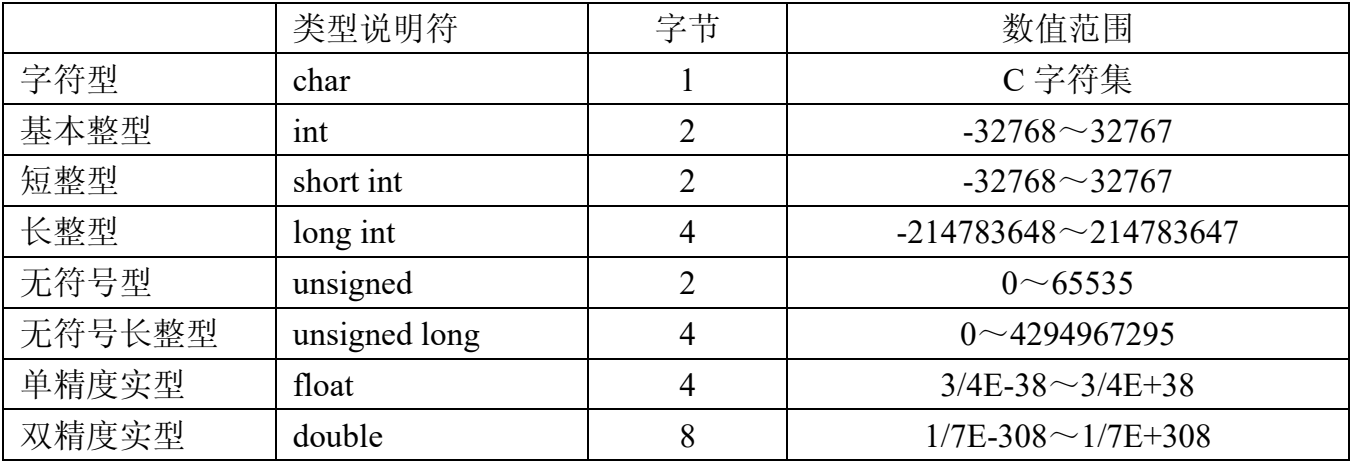 类型说明符 字节 数值范围
字符型 char 1 C 字符集
基本整型 int 2 -32768～32767
短整型 short int 2 -32768～32767
长整型 long int 4 -214783648～214783647
无符号型 unsigned 2 0～65535
无符号长整型 unsigned long 4 0～4294967295
单精度实型 float 4 3/4E-38～3/4E+38
双精度实型 double 8 1/7E-308～1/7E+308